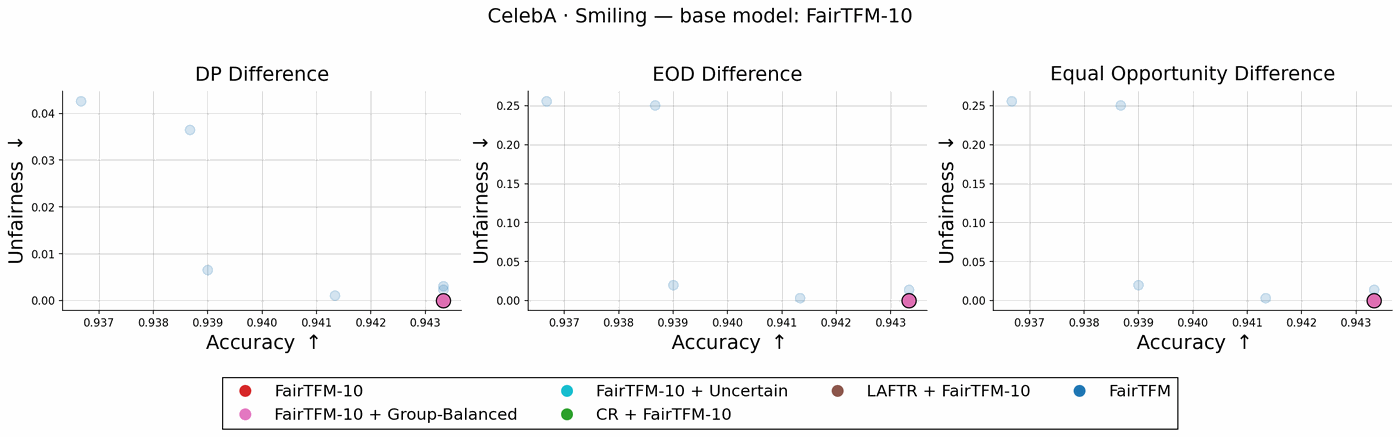 CelebA · Smiling — base model: FairTFM-10
DP Difference
EOD Difference
Equal Opportunity Difference
Unfairness ↓
0.04
0.03
0.02
0.01
0.00
0.937 0.938 0.939 0.940 0.941 0.942 0.943
Accuracy ↑
Unfairness ↓
0.25
0.20
0.15
0.10
0.05
0.00
0.937 0.938 0.939 0.940 0.941 0.942 0.943
Accuracy ↑
Unfairness ↓
0.25
0.20
0.15
0.10
0.05
0.00
0.937 0.938 0.939 0.940 0.941 0.942 0.943
Accuracy ↑
FairTFM-10
FairTFM-10 + Group-Balanced
FairTFM-10 + Uncertain
CR + FairTFM-10
LAFTR + FairTFM-10
FairTFM